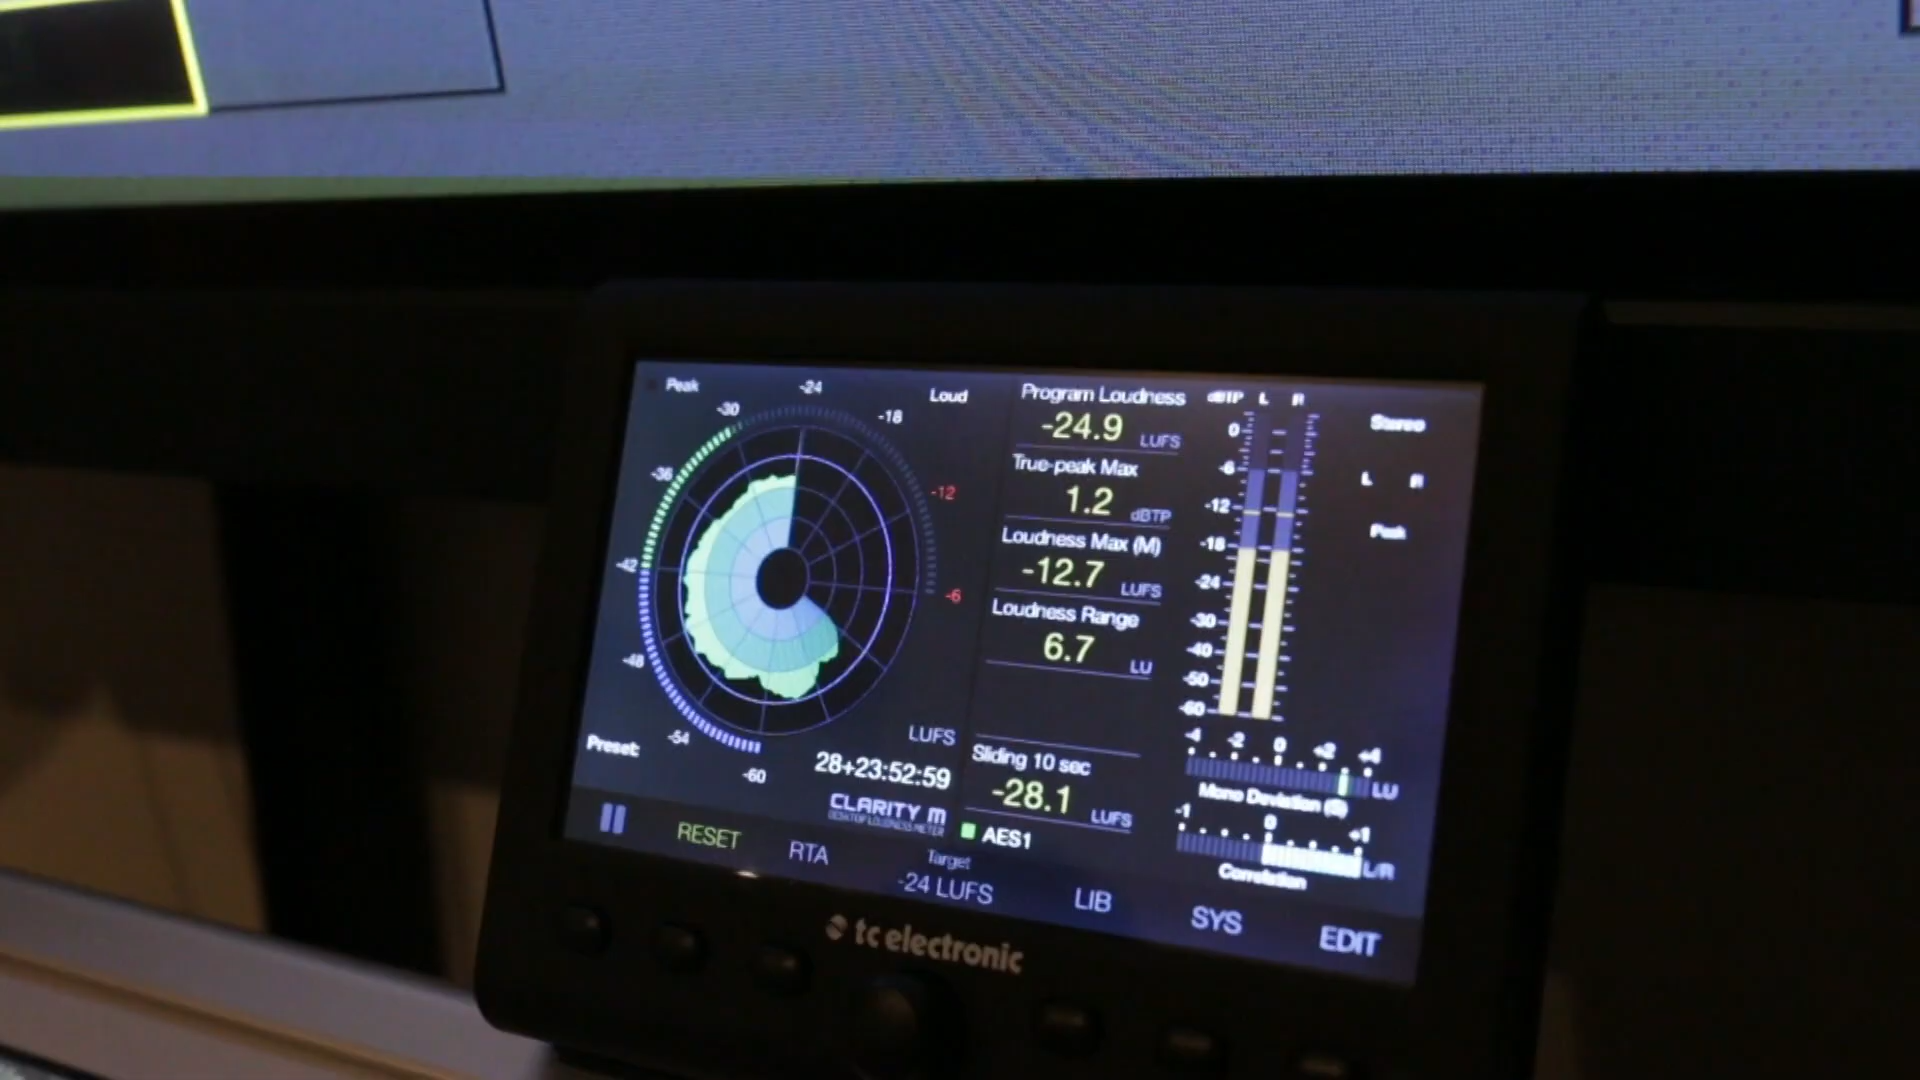 Peak
-24
Loud
-30
-18
-36
-12
-42
-6
-48
-54
-60
LUFS
Preset:
28+23:52:59
CLARITY M
DESKTOP LOUDNESS METER
Program Loudness
-24.9 LUFS
True-peak Max
1.2 dBTP
Loudness Max (M)
-12.7 LUFS
Loudness Range
6.7 LU
Sliding 10 sec
-28.1 LUFS
AES1
dBTP L R
0
-6
-12
-18
-24
-30
-40
-50
-60
Stereo
L R
Peak
-4 -2 0 +2 +4
LU
Mono Deviation (S)
-1 0 +1
L/R
Correlation
RESET
RTA
Target
-24 LUFS
LIB
SYS
EDIT
tc electronic